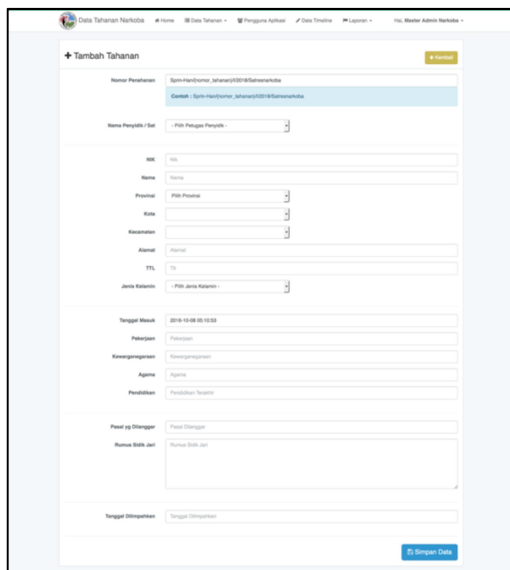 Data Tahanan Narkoba Home Data Tahanan Pengguna Aplikasi Data Timeline Laporan Hai, Master Admin Narkoba
+ Tambah Tahanan
Kembali
Nomor Penahanan Sprin-Han/[nomor_tahanan]/I/2018/Satresnarkoba
Contoh : Sprin-Han/[nomor_tahanan]/I/2018/Satresnarkoba
Nama Penyidik / Sat - Pilih Petugas Penyidik -
NIK Nik
Nama Nama
Provinsi Pilih Provinsi
Kota
Kecamatan
Alamat Alamat
TTL Ttl
Jenis Kelamin - Pilih Jenis Kelamin -
Tanggal Masuk 2018-10-08 05:10:53
Pekerjaan Pekerjaan
Kewarganegaraan Kewarganegaraan
Agama Agama
Pendidikan Pendidikan Terakhir
Pasal yg Dilanggar Pasal Dilanggar
Rumus Sidik Jari Rumus Sidik Jari
Tanggal Dilimpahkan Tanggal Dilimpahkan
Simpan Data